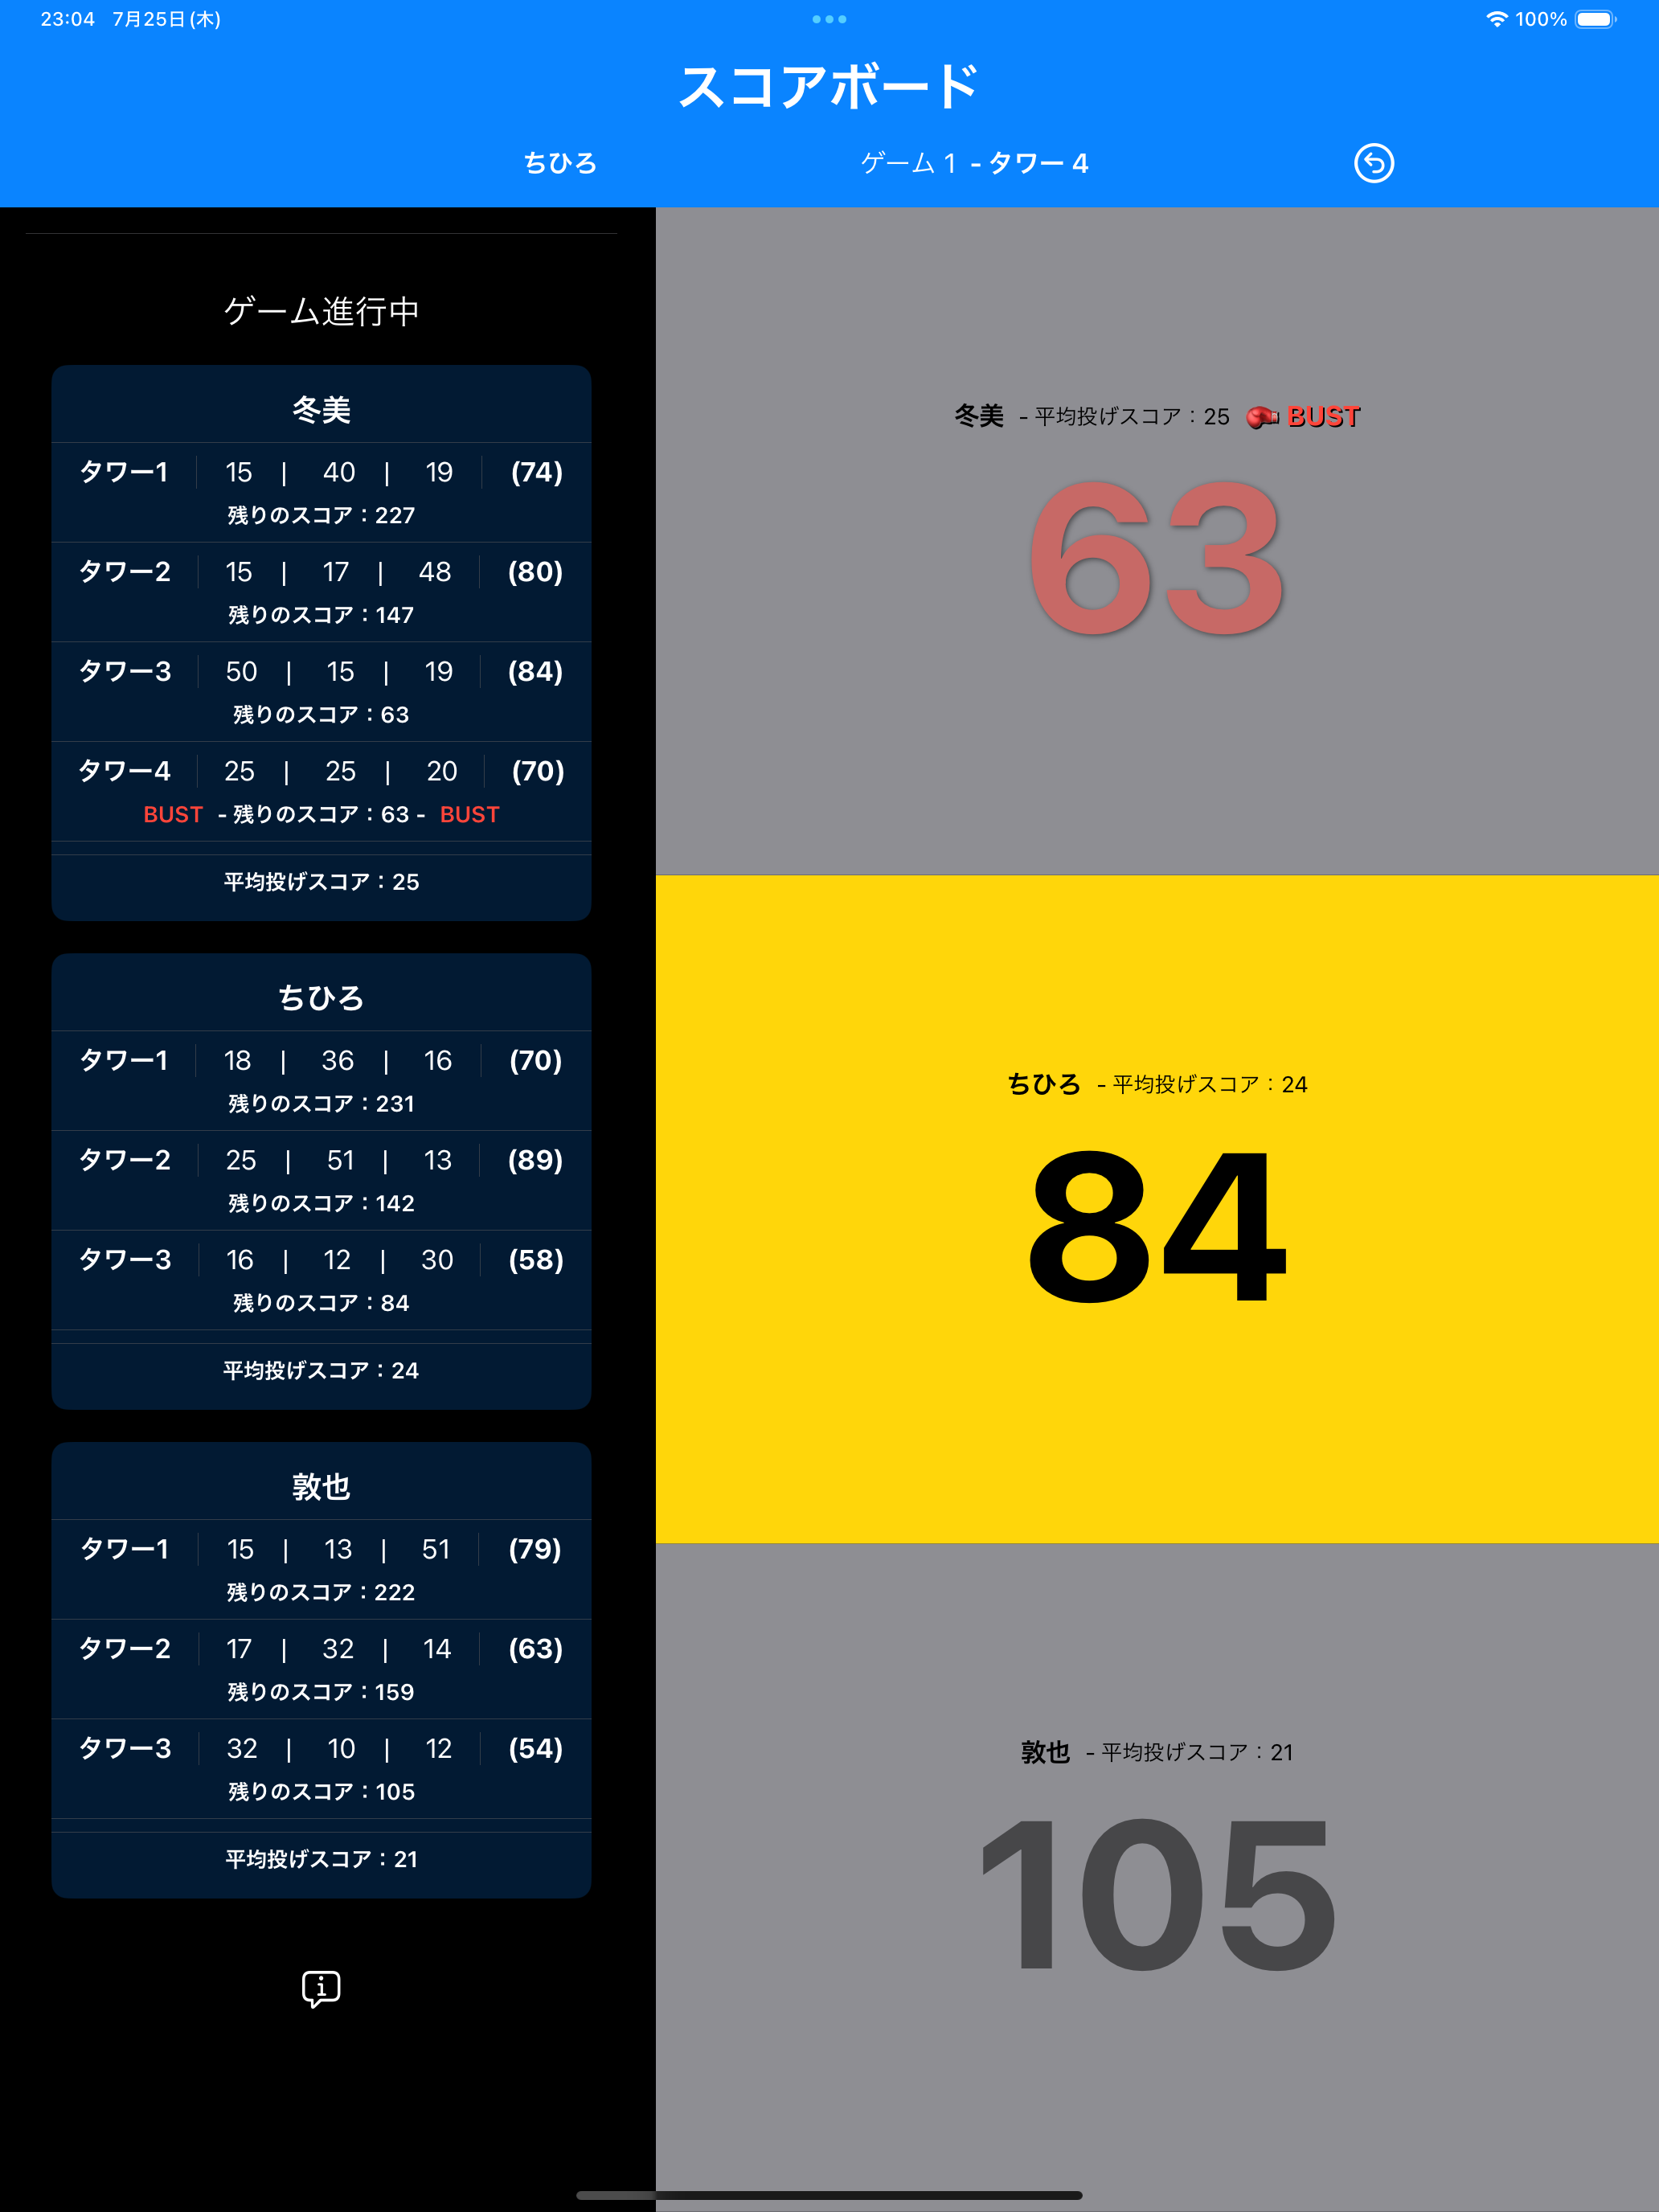 23:04 7月25日(木)
100%
スコアボード
ちひろ
ゲーム 1 - タワー 4
ゲーム進行中
冬美
タワー1 15 | 40 | 19 (74)
残りのスコア：227
タワー2 15 | 17 | 48 (80)
残りのスコア：147
タワー3 50 | 15 | 19 (84)
残りのスコア：63
タワー4 25 | 25 | 20 (70)
BUST - 残りのスコア：63 - BUST
平均投げスコア：25
ちひろ
タワー1 18 | 36 | 16 (70)
残りのスコア：231
タワー2 25 | 51 | 13 (89)
残りのスコア：142
タワー3 16 | 12 | 30 (58)
残りのスコア：84
平均投げスコア：24
敦也
タワー1 15 | 13 | 51 (79)
残りのスコア：222
タワー2 17 | 32 | 14 (63)
残りのスコア：159
タワー3 32 | 10 | 12 (54)
残りのスコア：105
平均投げスコア：21
冬美 - 平均投げスコア：25 🥊 BUST
63
ちひろ - 平均投げスコア：24
84
敦也 - 平均投げスコア：21
105